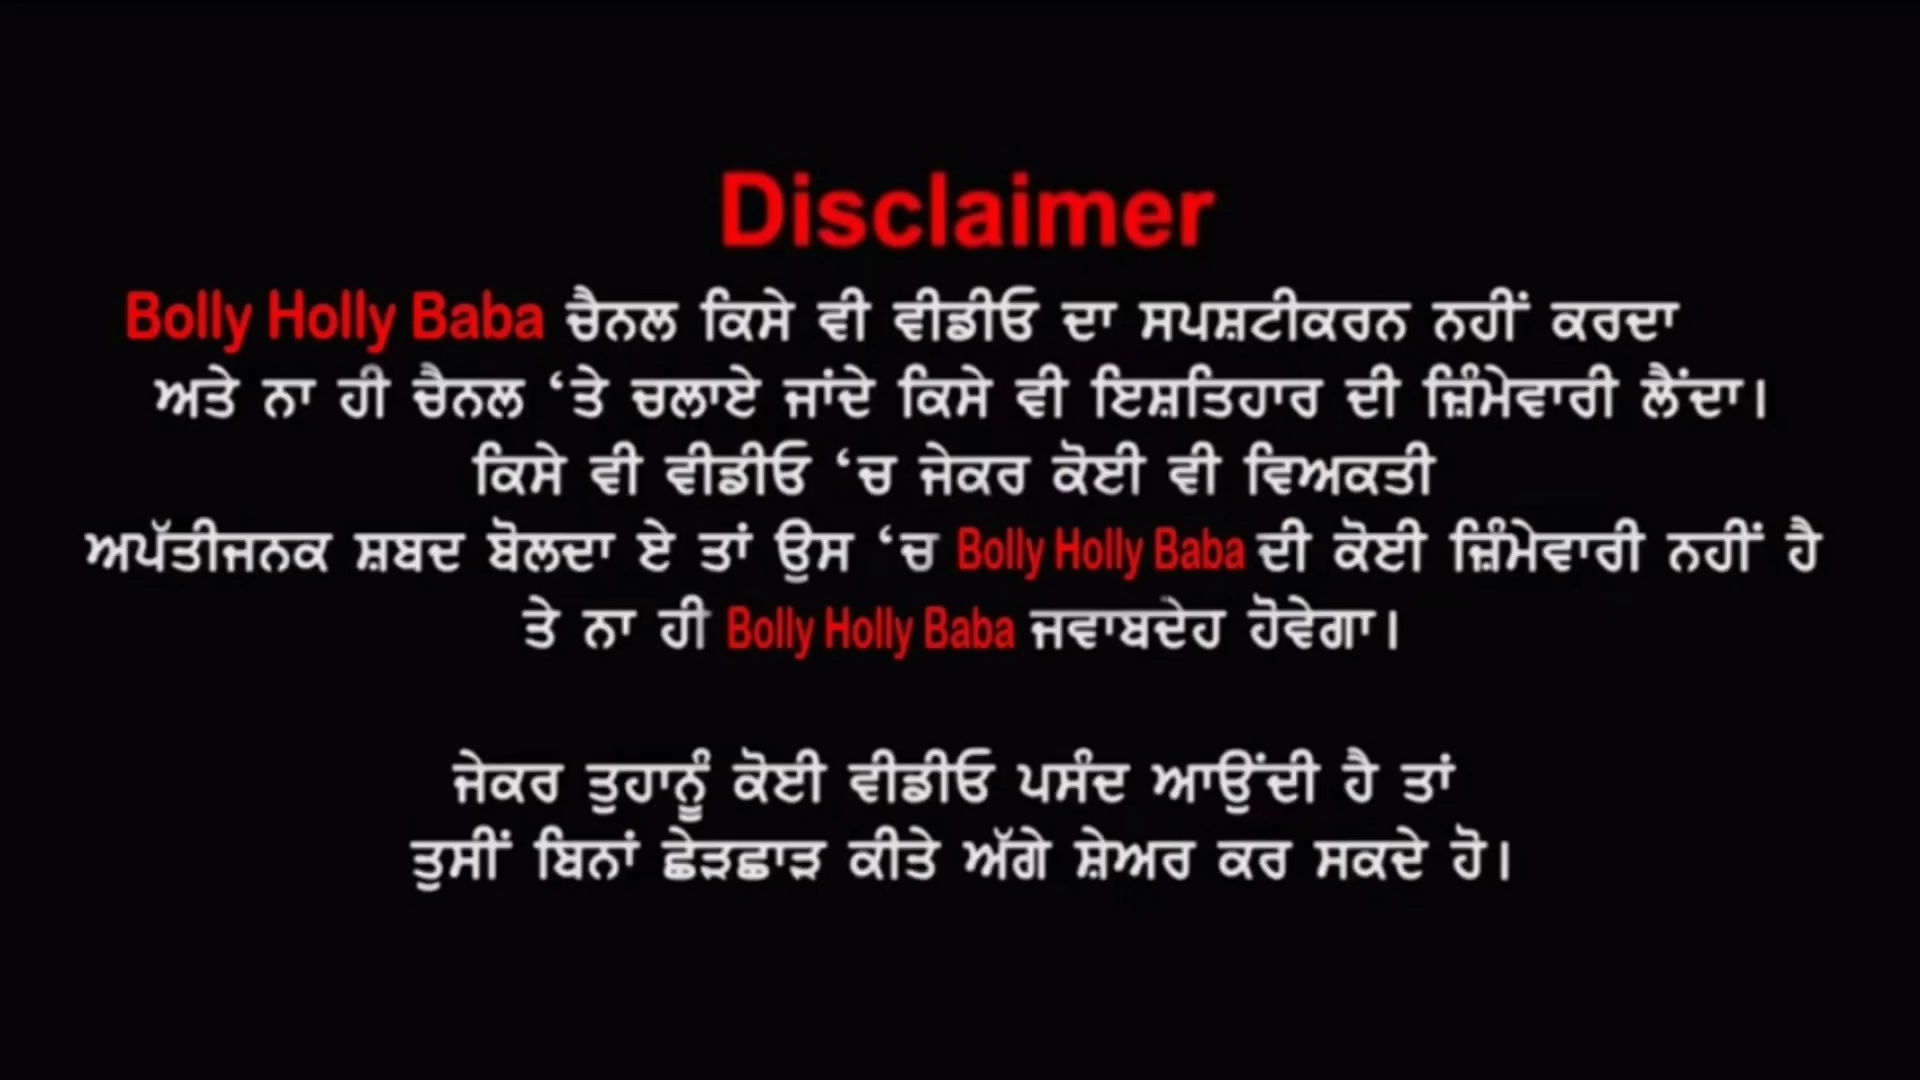 Disclaimer
Bolly Holly Baba ਚੈਨਲ ਕਿਸੇ ਵੀ ਵੀਡੀਓ ਦਾ ਸਪਸ਼ਟੀਕਰਨ ਨਹੀਂ ਕਰਦਾ
ਅਤੇ ਨਾ ਹੀ ਚੈਨਲ ‘ਤੇ ਚਲਾਏ ਜਾਂਦੇ ਕਿਸੇ ਵੀ ਇਸ਼ਤਿਹਾਰ ਦੀ ਜ਼ਿੰਮੇਵਾਰੀ ਲੈਂਦਾ।
ਕਿਸੇ ਵੀ ਵੀਡੀਓ ‘ਚ ਜੇਕਰ ਕੋਈ ਵੀ ਵਿਅਕਤੀ
ਅਪੱਤੀਜਨਕ ਸ਼ਬਦ ਬੋਲਦਾ ਏ ਤਾਂ ਉਸ ‘ਚ Bolly Holly Baba ਦੀ ਕੋਈ ਜ਼ਿੰਮੇਵਾਰੀ ਨਹੀਂ ਹੈ
ਤੇ ਨਾ ਹੀ Bolly Holly Baba ਜਵਾਬਦੇਹ ਹੋਵੇਗਾ।
ਜੇਕਰ ਤੁਹਾਨੂੰ ਕੋਈ ਵੀਡੀਓ ਪਸੰਦ ਆਉਂਦੀ ਹੈ ਤਾਂ
ਤੁਸੀਂ ਬਿਨਾਂ ਛੇੜਛਾੜ ਕੀਤੇ ਅੱਗੇ ਸ਼ੇਅਰ ਕਰ ਸਕਦੇ ਹੋ।